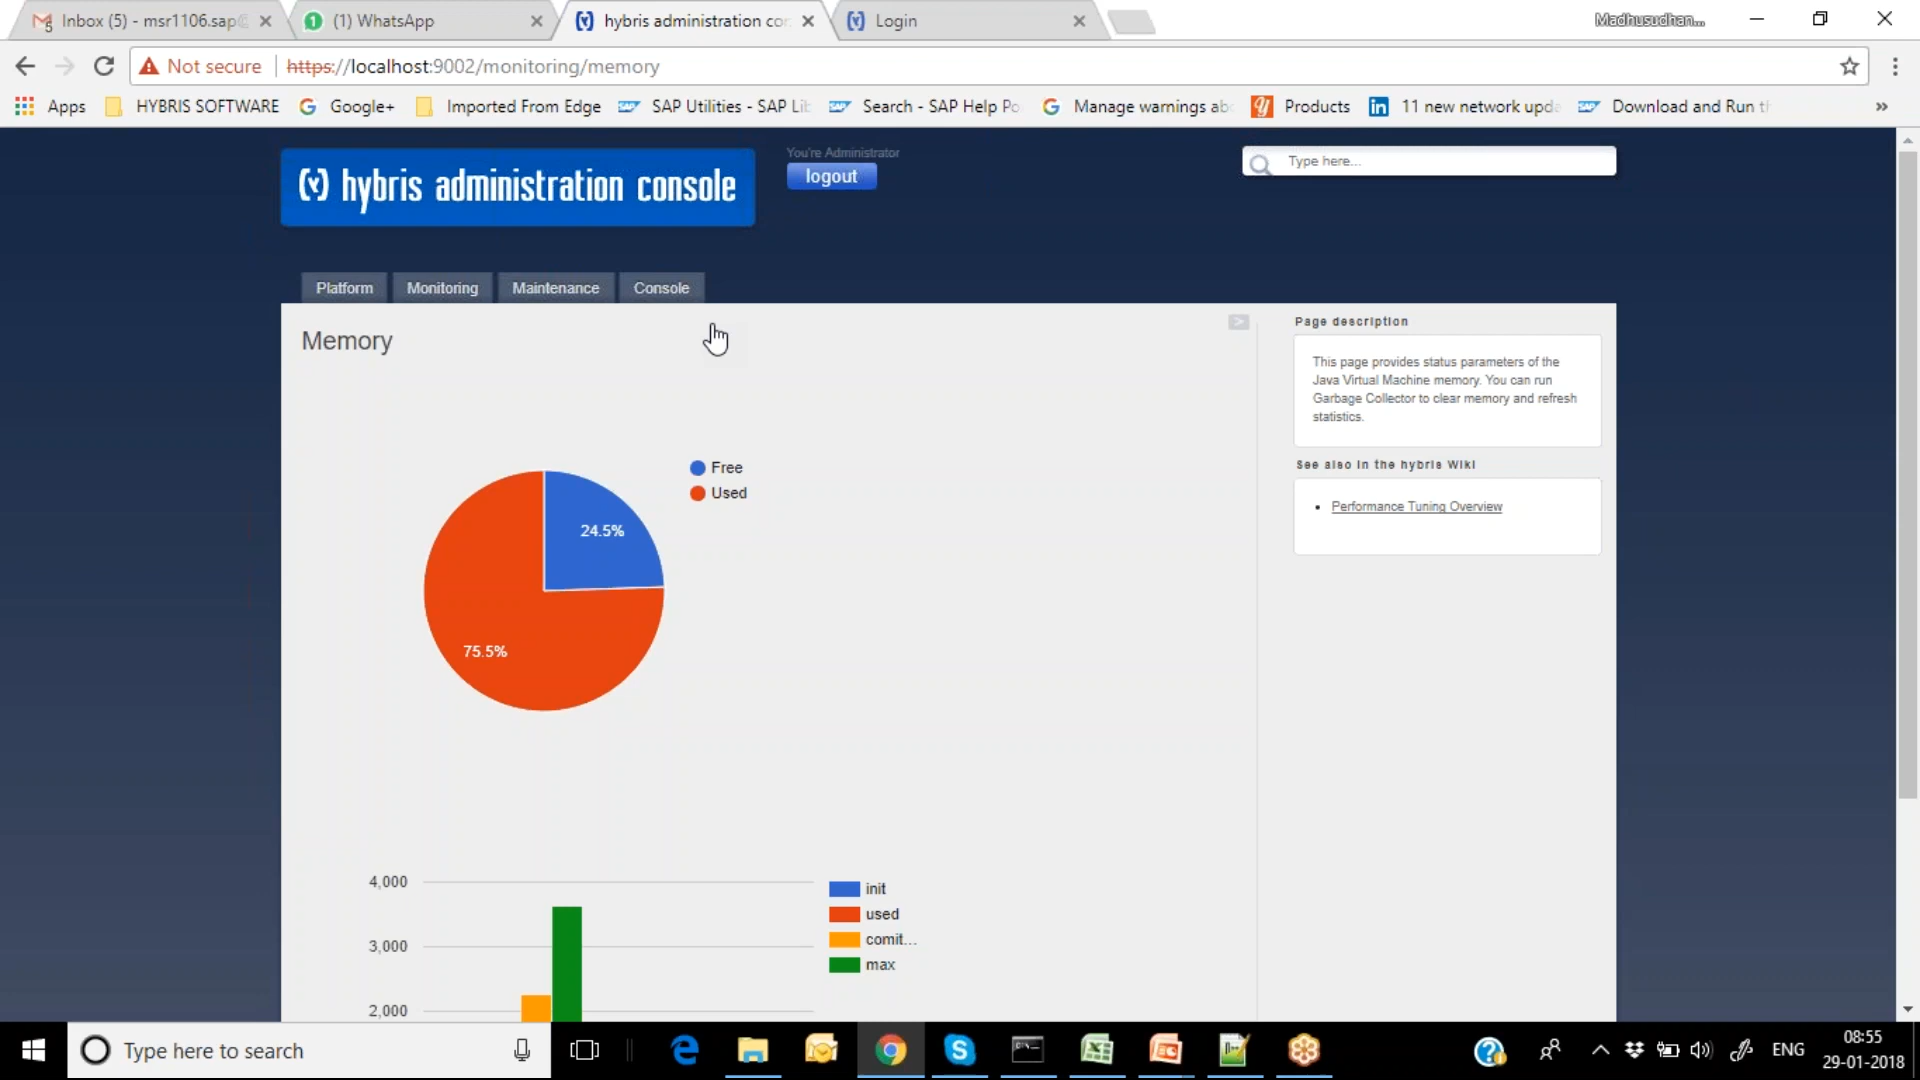 Inbox (5) - msr1106.sap@
(1) WhatsApp
hybris administration con
Login
Madhusudhan...
Not secure
https://localhost:9002/monitoring/memory
Apps
HYBRIS SOFTWARE
Google+
Imported From Edge
SAP Utilities - SAP Lib
Search - SAP Help Po
Manage warnings ab
Products
11 new network upda
Download and Run th
»
(y) hybris administration console
You're Administrator
logout
Type here...
Platform
Monitoring
Maintenance
Console
Memory
>
Page description
This page provides status parameters of the
Java Virtual Machine memory. You can run
Garbage Collector to clear memory and refresh
statistics.
See also in the hybris Wiki
• Performance Tuning Overview
Free
Used
24.5%
75.5%
4,000
3,000
2,000
init
used
comit...
max
Type here to search
ENG
08:55
29-01-2018